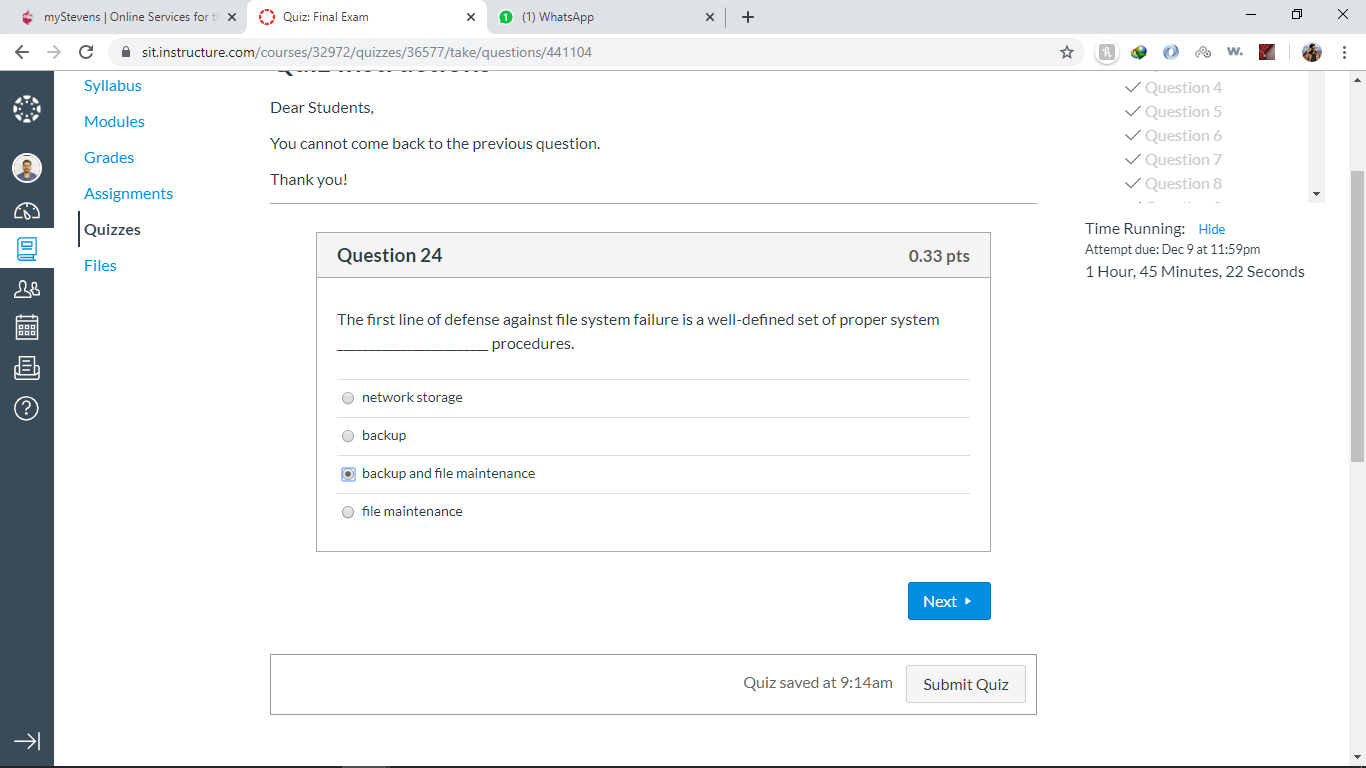 myStevens | Online Services for t
Quiz: Final Exam
(1) WhatsApp
sit.instructure.com/courses/32972/quizzes/36577/take/questions/441104
Syllabus
Modules
Grades
Assignments
Quizzes
Files
Quiz Instructions
Dear Students,
You cannot come back to the previous question.
Thank you!
Question 24
0.33 pts
The first line of defense against file system failure is a well-defined set of proper system
________________________ procedures.
network storage
backup
backup and file maintenance
file maintenance
Next
Quiz saved at 9:14am
Submit Quiz
Question 4
Question 5
Question 6
Question 7
Question 8
Time Running: Hide
Attempt due: Dec 9 at 11:59pm
1 Hour, 45 Minutes, 22 Seconds